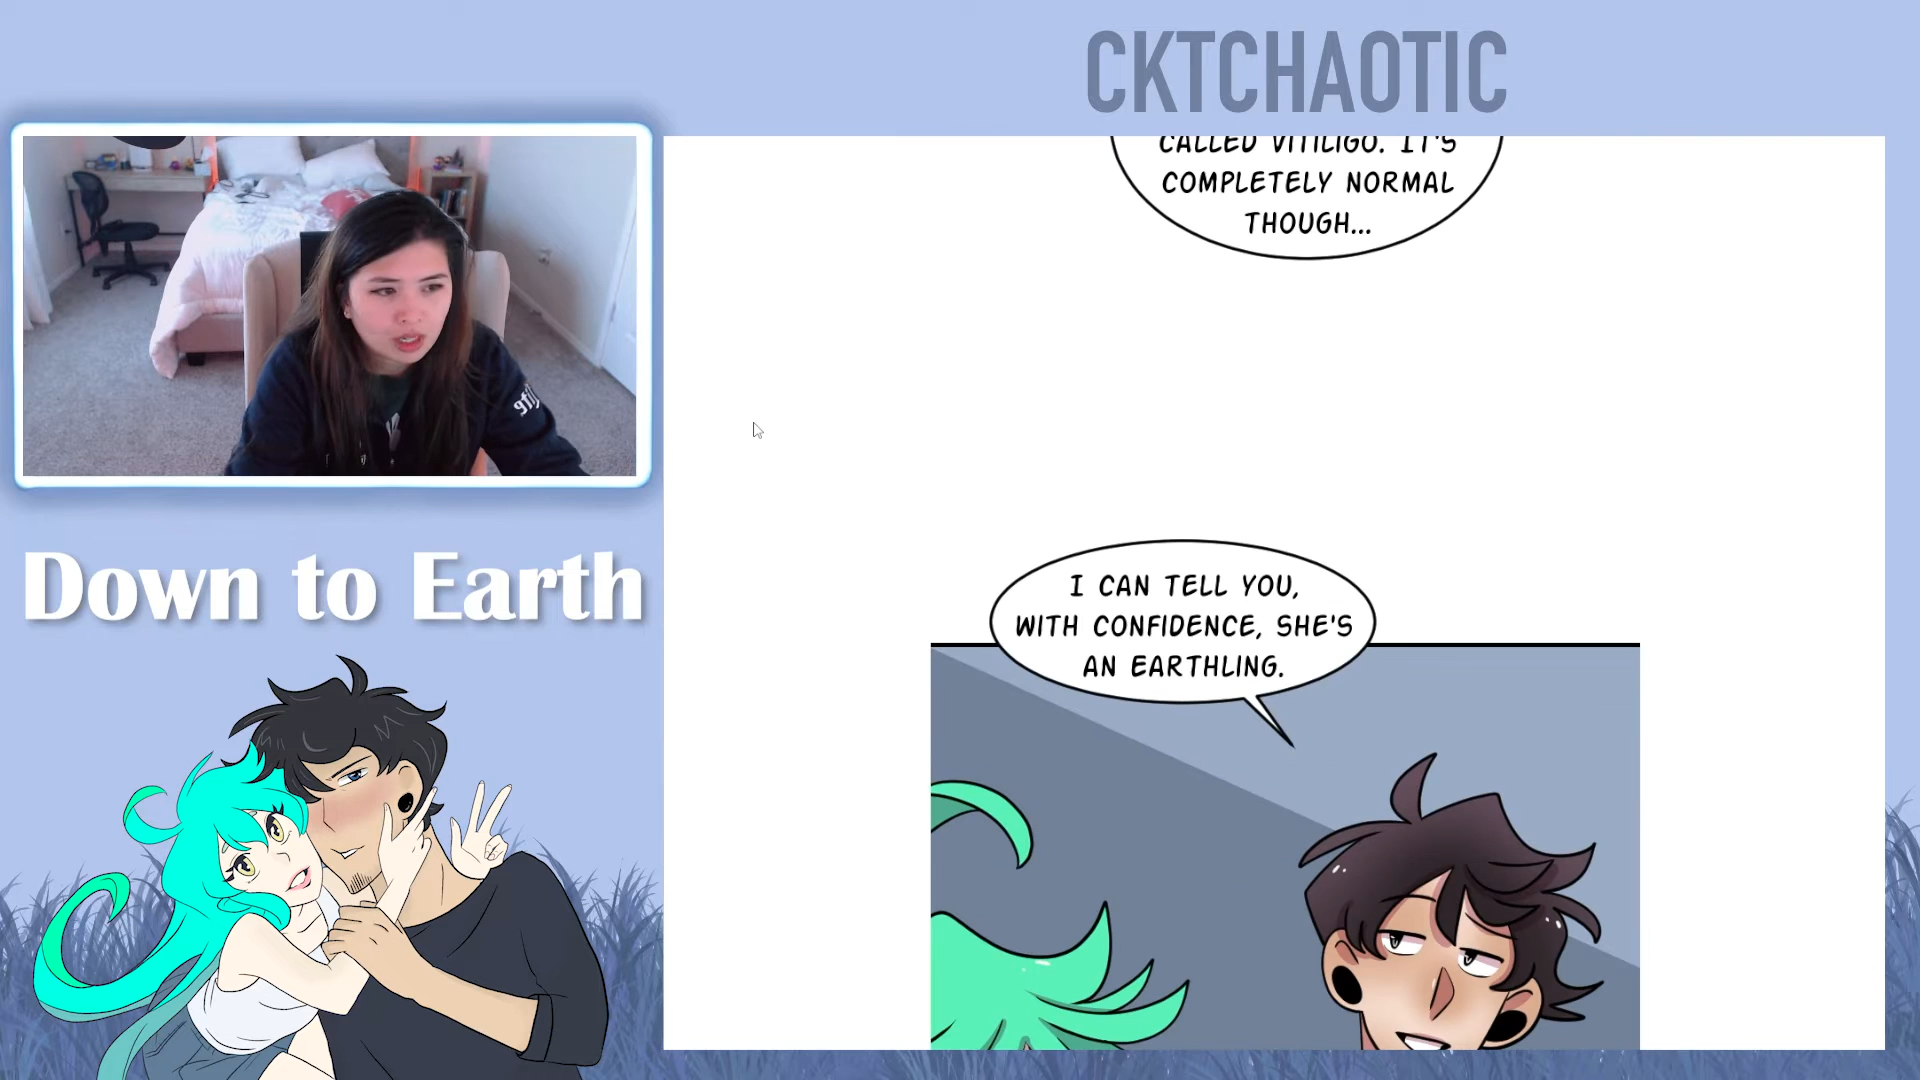 CKTCHAOTIC
CALLED VITILIGO. IT'S
COMPLETELY NORMAL
THOUGH...
I CAN TELL YOU,
WITH CONFIDENCE, SHE'S
AN EARTHLING.
Down to Earth